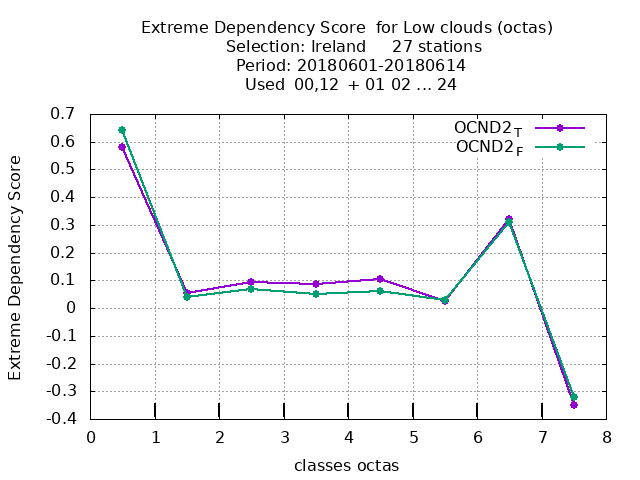 Extreme Dependency Score  for Low clouds (octas)
Selection: Ireland     27 stations
Period: 20180601-20180614
Used  00,12  + 01 02 ... 24
OCND2T
OCND2F
Extreme Dependency Score
0.7
0.6
0.5
0.4
0.3
0.2
0.1
0
-0.1
-0.2
-0.3
-0.4
0 1 2 3 4 5 6 7 8
classes octas